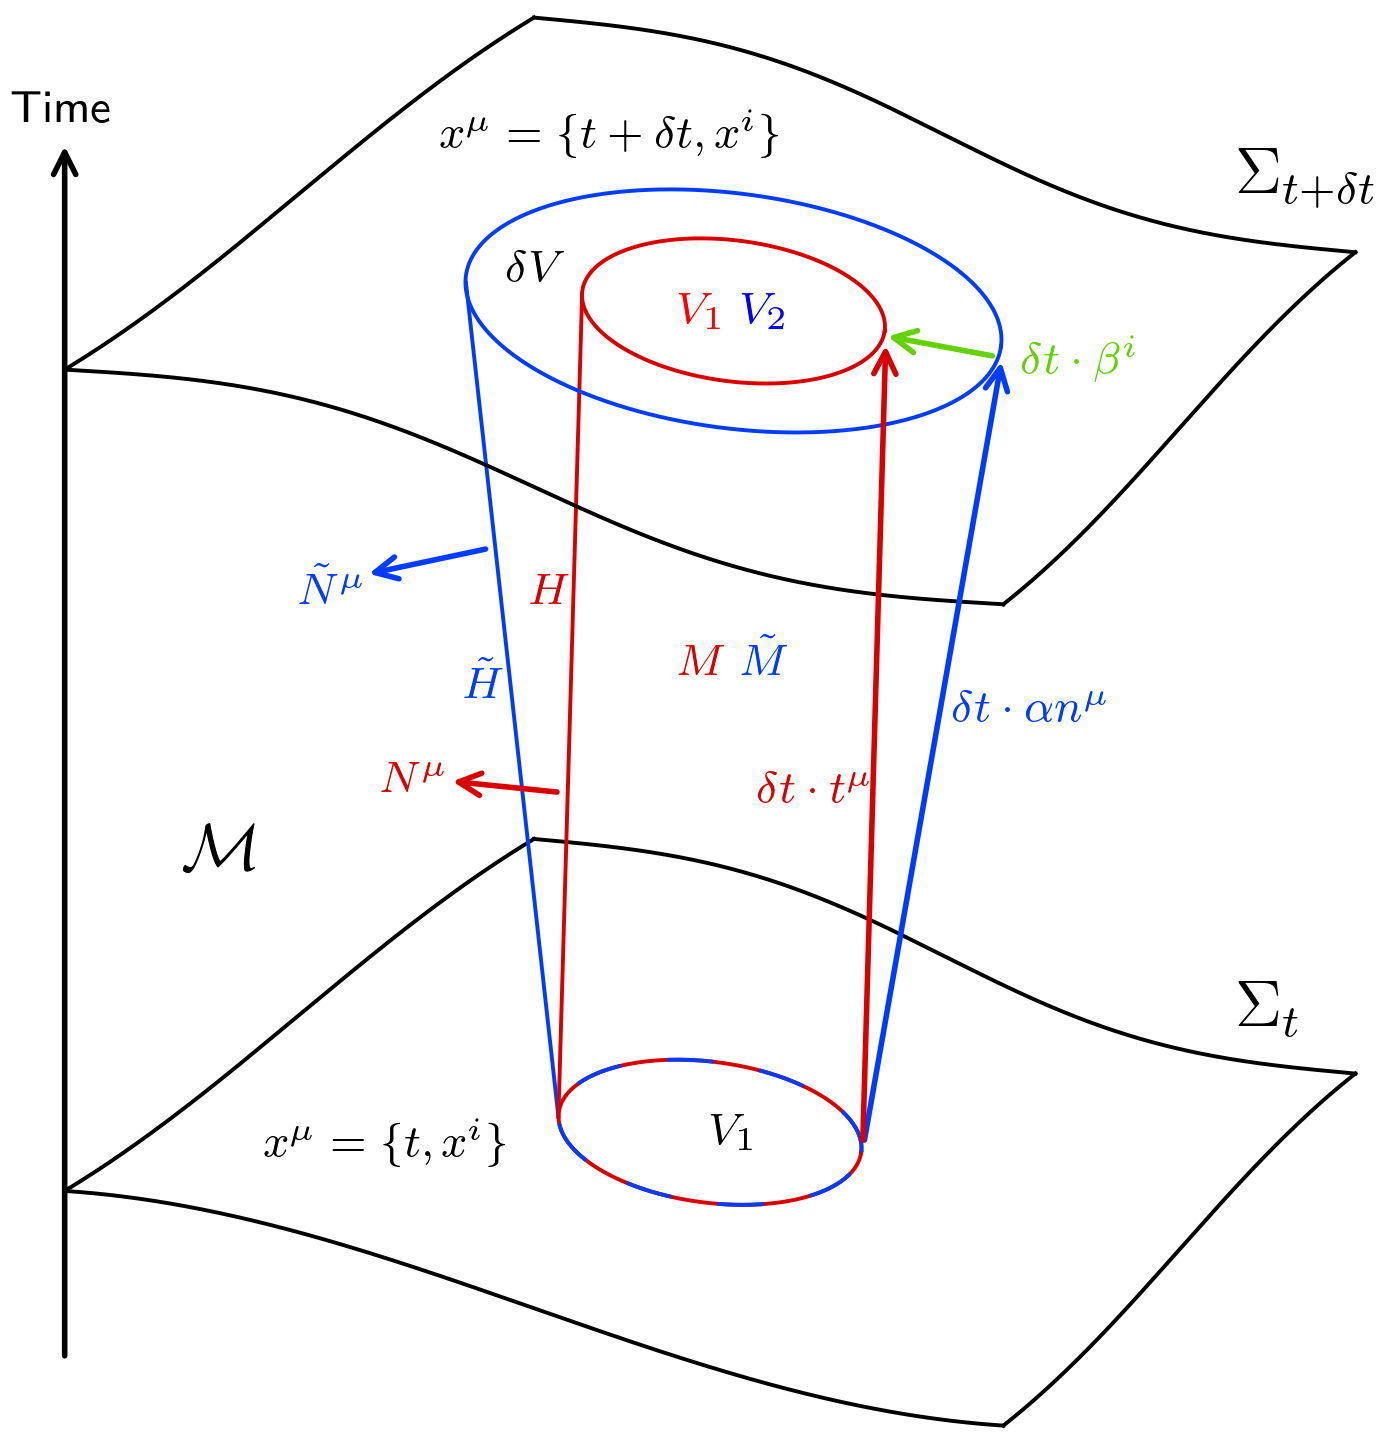 Time
x^μ = {t + δt, x^i}
Σ_{t+δt}
δV
V_1 V_2
δt · β^i
Ñ^μ
H
M M̃
H̃
δt · αn^μ
N^μ
δt · t^μ
ℳ
Σ_t
V_1
x^μ = {t, x^i}